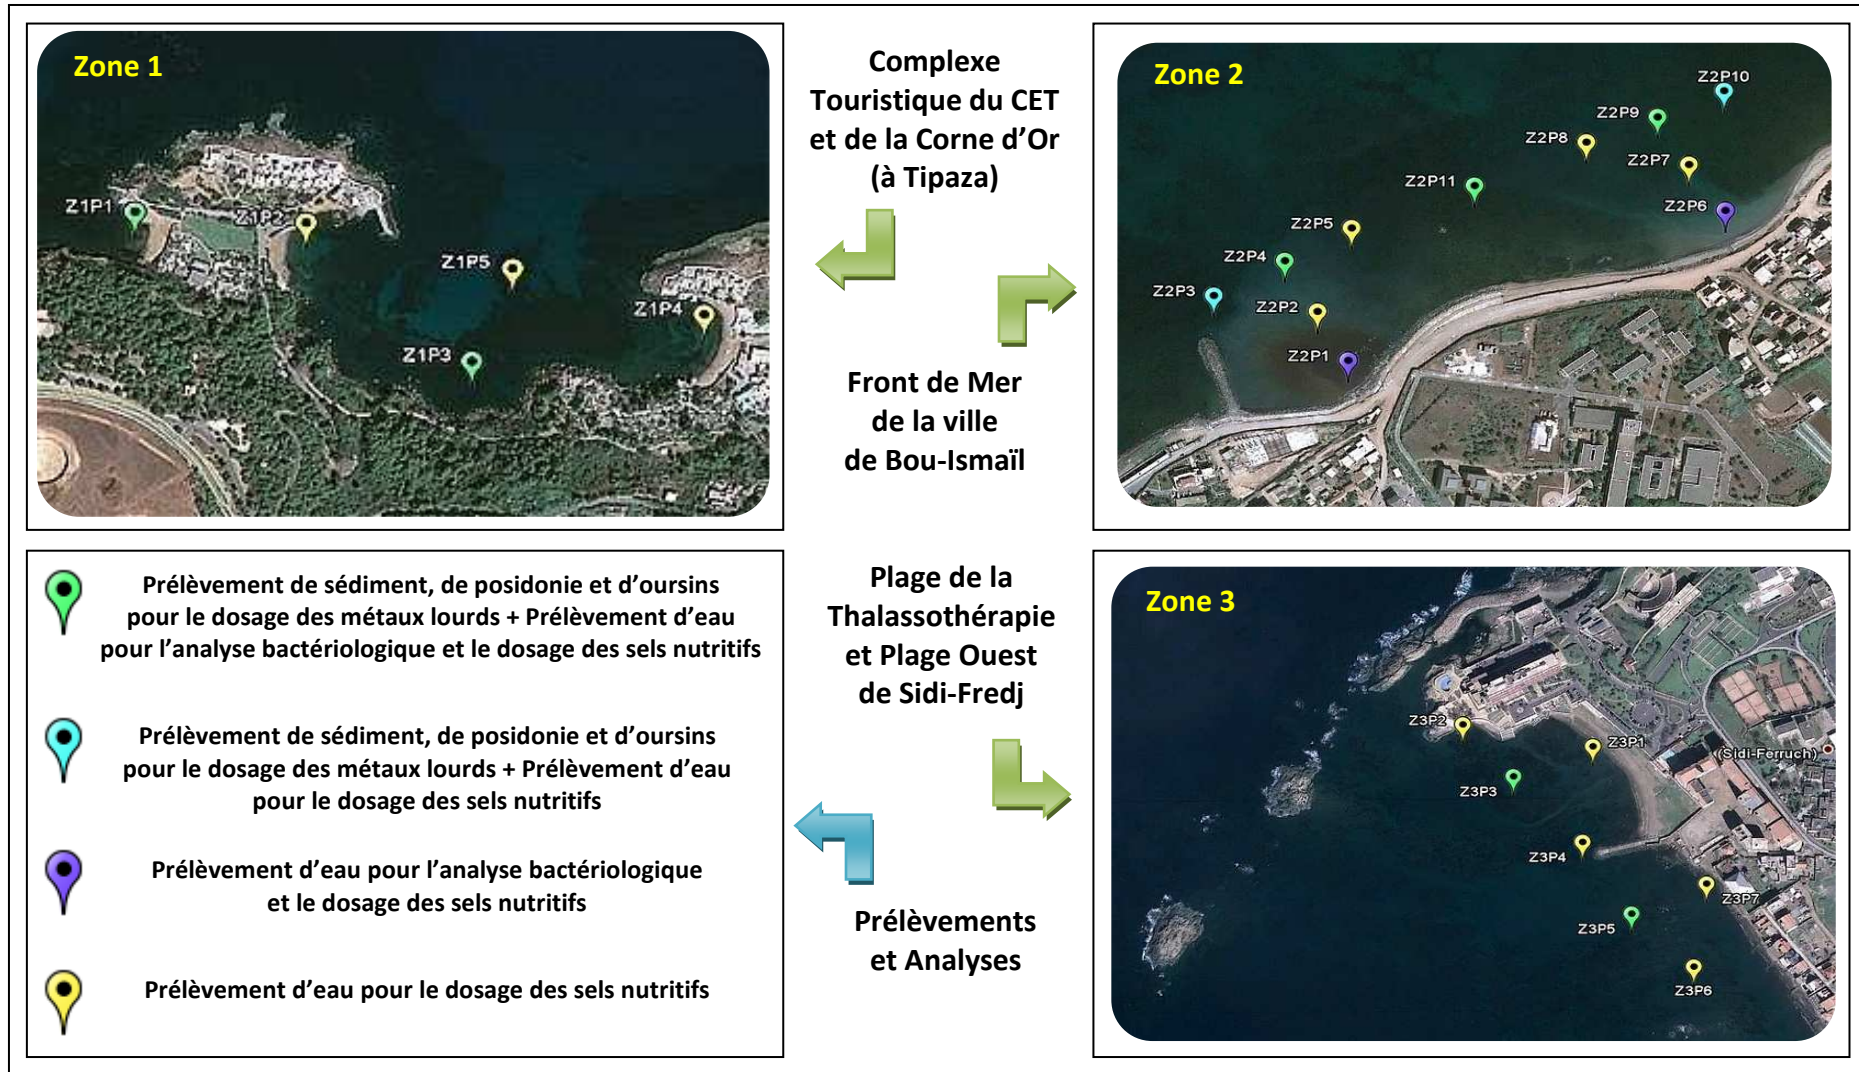 Zone 1
Z1P1
Z1P2
Z1P5
Z1P4
Z1P3
Complexe
Touristique du CET
et de la Corne d'Or
(à Tipaza)
Front de Mer
de la ville
de Bou-Ismaïl
Zone 2
Z2P10
Z2P9
Z2P8
Z2P7
Z2P11
Z2P6
Z2P5
Z2P4
Z2P3
Z2P2
Z2P1
Prélèvement de sédiment, de posidonie et d'oursins
pour le dosage des métaux lourds + Prélèvement d'eau
pour l'analyse bactériologique et le dosage des sels nutritifs
Prélèvement de sédiment, de posidonie et d'oursins
pour le dosage des métaux lourds + Prélèvement d'eau
pour le dosage des sels nutritifs
Prélèvement d'eau pour l'analyse bactériologique
et le dosage des sels nutritifs
Prélèvement d'eau pour le dosage des sels nutritifs
Plage de la
Thalassothérapie
et Plage Ouest
de Sidi-Fredj
Prélèvements
et Analyses
Zone 3
Z3P2
Z3P1
(Sidi-Ferruch)
Z3P3
Z3P4
Z3P7
Z3P5
Z3P6